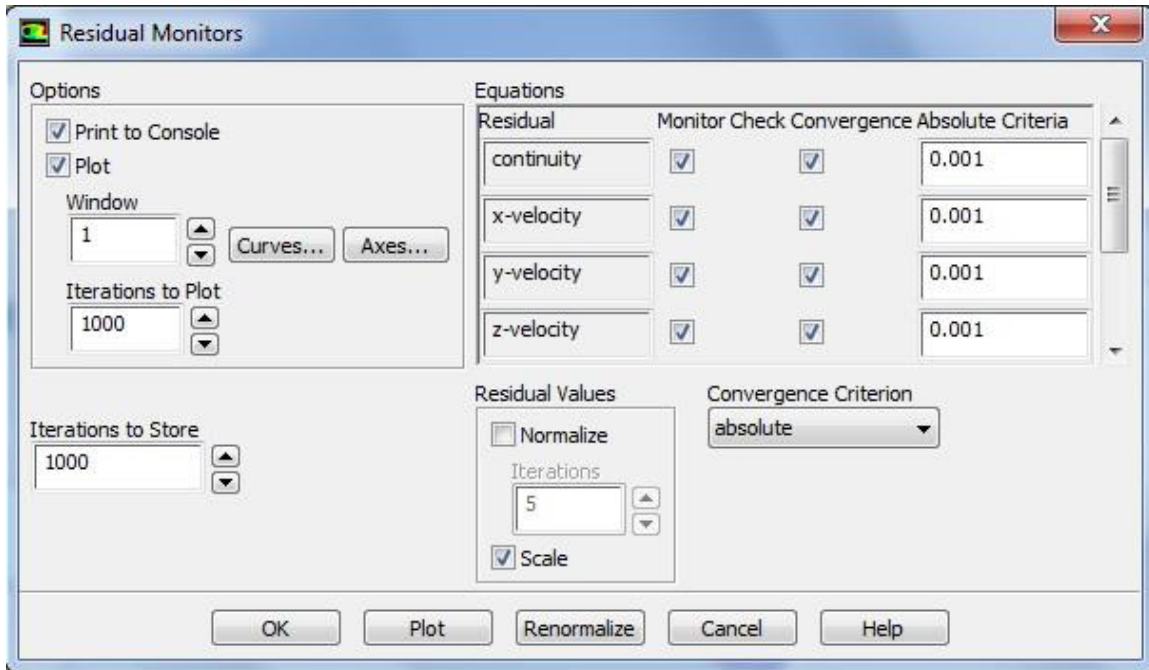 Residual Monitors
Options
Print to Console
Plot
Window
1
Curves...
Axes...
Iterations to Plot
1000
Iterations to Store
1000
Equations
Residual Monitor Check Convergence Absolute Criteria
continuity 0.001
x-velocity 0.001
y-velocity 0.001
z-velocity 0.001
Residual Values
Normalize
Iterations
5
Scale
Convergence Criterion
absolute
OK Plot Renormalize Cancel Help